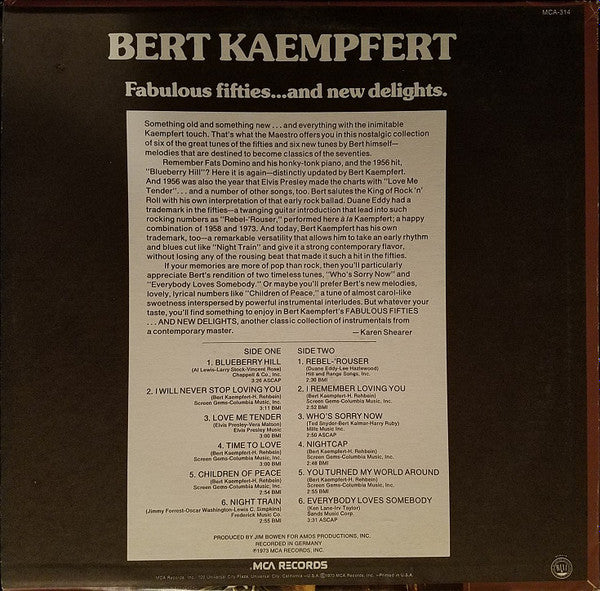 MCA-314
BERT KAEMPFERT
Fabulous fifties...and new delights.
Something old and something new . . . and everything with the inimitable
Kaempfert touch. That's what the Maestro offers you in this nostalgic collection
of six of the great tunes of the fifties and six new tunes by Bert himself—
melodies that are destined to become classics of the seventies.
Remember Fats Domino and his honky-tonk piano, and the 1956 hit,
"Blueberry Hill"? Here it is again—distinctly updated by Bert Kaempfert.
And 1956 was also the year that Elvis Presley made the charts with "Love Me
Tender" . . . and a number of other songs, too. Bert salutes the King of Rock 'n'
Roll with his own interpretation of that early rock ballad. Duane Eddy had a
trademark in the fifties—a twanging guitar introduction that lead into such
rocking numbers as "Rebel-'Rouser," performed here à la Kaempfert; a happy
combination of 1958 and 1973. And today, Bert Kaempfert has his own
trademark, too—a remarkable versatility that allows him to take an early rhythm
and blues cut like "Night Train" and give it a strong contemporary flavor,
without losing any of the rousing beat that made it such a hit in the fifties.
If your memories are more of pop than rock, then you'll particularly
appreciate Bert's rendition of two timeless tunes, "Who's Sorry Now" and
"Everybody Loves Somebody." Or maybe you'll prefer Bert's new melodies,
lovely, lyrical numbers like "Children of Peace," a tune of almost carol-like
sweetness interspersed by powerful instrumental interludes. But whatever your
taste, you'll find something to enjoy in Bert Kaempfert's FABULOUS FIFTIES
. . . AND NEW DELIGHTS, another classic collection of instrumentals from
a contemporary master.
— Karen Shearer
SIDE ONE
1. BLUEBERRY HILL
(Al Lewis-Larry Stock-Vincent Rose)
Chappell & Co., Inc.
3:26 ASCAP
2. I WILL NEVER STOP LOVING YOU
(Bert Kaempfert-H. Rehbein)
Screen Gems-Columbia Music, Inc.
3:11 BMI
3. LOVE ME TENDER
(Elvis Presley-Vera Matson)
Elvis Presley Music
3:00 BMI
4. TIME TO LOVE
(Bert Kaempfert-H. Rehbein)
Screen Gems-Columbia Music, Inc.
3:00 BMI
5. CHILDREN OF PEACE
(Bert Kaempfert-H. Rehbein)
Screen Gems-Columbia Music, Inc.
2:54 BMI
6. NIGHT TRAIN
(Jimmy Forrest-Oscar Washington-Lewis C. Simpkins)
Frederick Music Co.
2:55 BMI
SIDE TWO
1. REBEL-'ROUSER
(Duane Eddy-Lee Hazlewood)
Hill and Range Songs, Inc.
2:30 BMI
2. I REMEMBER LOVING YOU
(Bert Kaempfert-H. Rehbein)
Screen Gems-Columbia Music, Inc.
2:52 BMI
3. WHO'S SORRY NOW
(Ted Snyder-Bert Kalmar-Harry Ruby)
Mills Music Inc.
2:50 ASCAP
4. NIGHTCAP
(Bert Kaempfert-H. Rehbein)
Screen Gems-Columbia Music, Inc.
2:48 BMI
5. YOU TURNED MY WORLD AROUND
(Bert Kaempfert-H. Rehbein)
Screen Gems-Columbia Music, Inc.
2:55 BMI
6. EVERYBODY LOVES SOMEBODY
(Ken Lane-Irv Taylor)
Sands Music Corp.
3:31 ASCAP
PRODUCED BY JIM BOWEN FOR AMOS PRODUCTIONS, INC.
RECORDED IN GERMANY
℗1973 MCA RECORDS, INC.
.MCA RECORDS
MCA Records, Inc., 100 Universal City Plaza, Universal City, California—U.S.A. ©1973 MCA Records, Inc. •Printed in U.S.A.